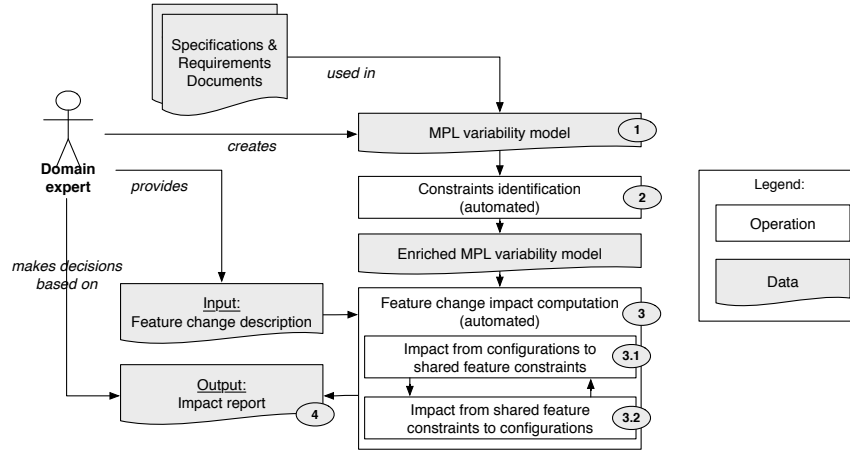 Specifications &
Requirements
Documents
used in
MPL variability model
1
creates
Domain
expert
provides
Constraints identification
(automated)
2
Legend:
Operation
Data
Enriched MPL variability model
makes decisions
based on
Input:
Feature change description
Feature change impact computation
(automated)
3
Impact from configurations to
shared feature constraints
3.1
Output:
Impact report
4
Impact from shared feature
constraints to configurations
3.2